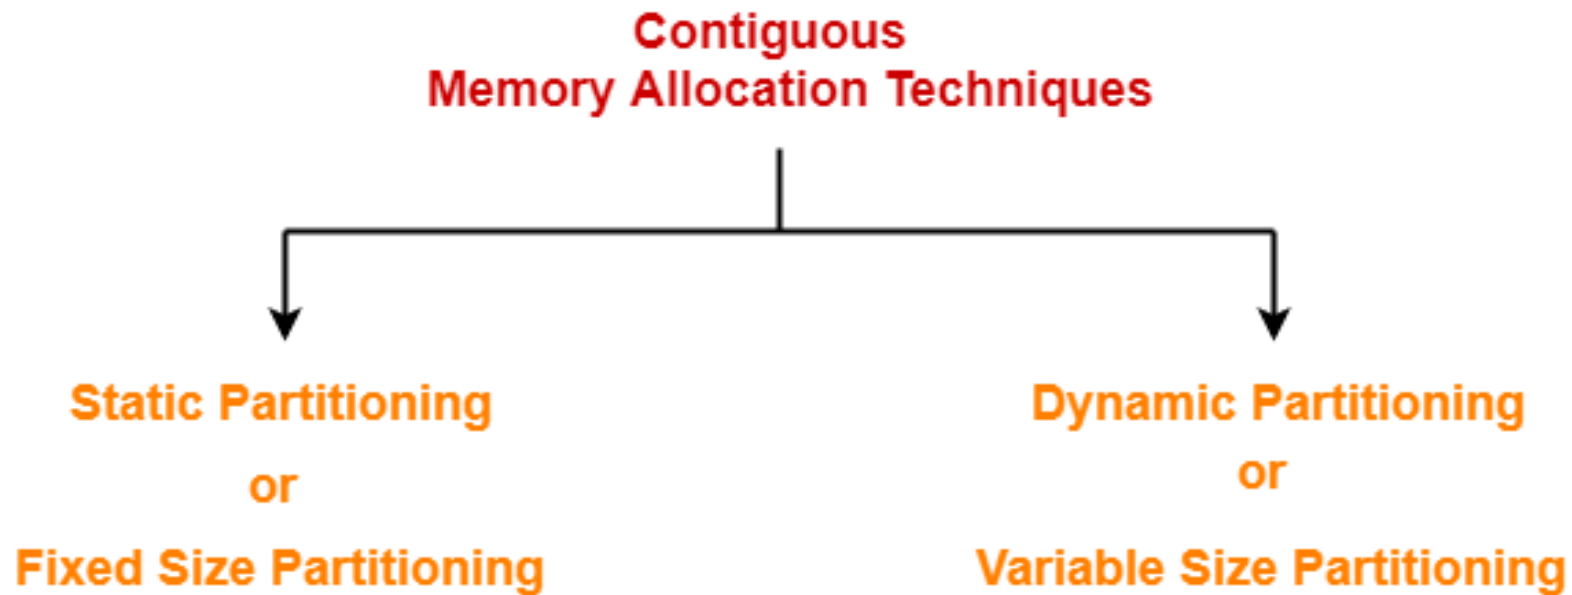 Contiguous
Memory Allocation Techniques
Static Partitioning
or
Fixed Size Partitioning
Dynamic Partitioning
or
Variable Size Partitioning